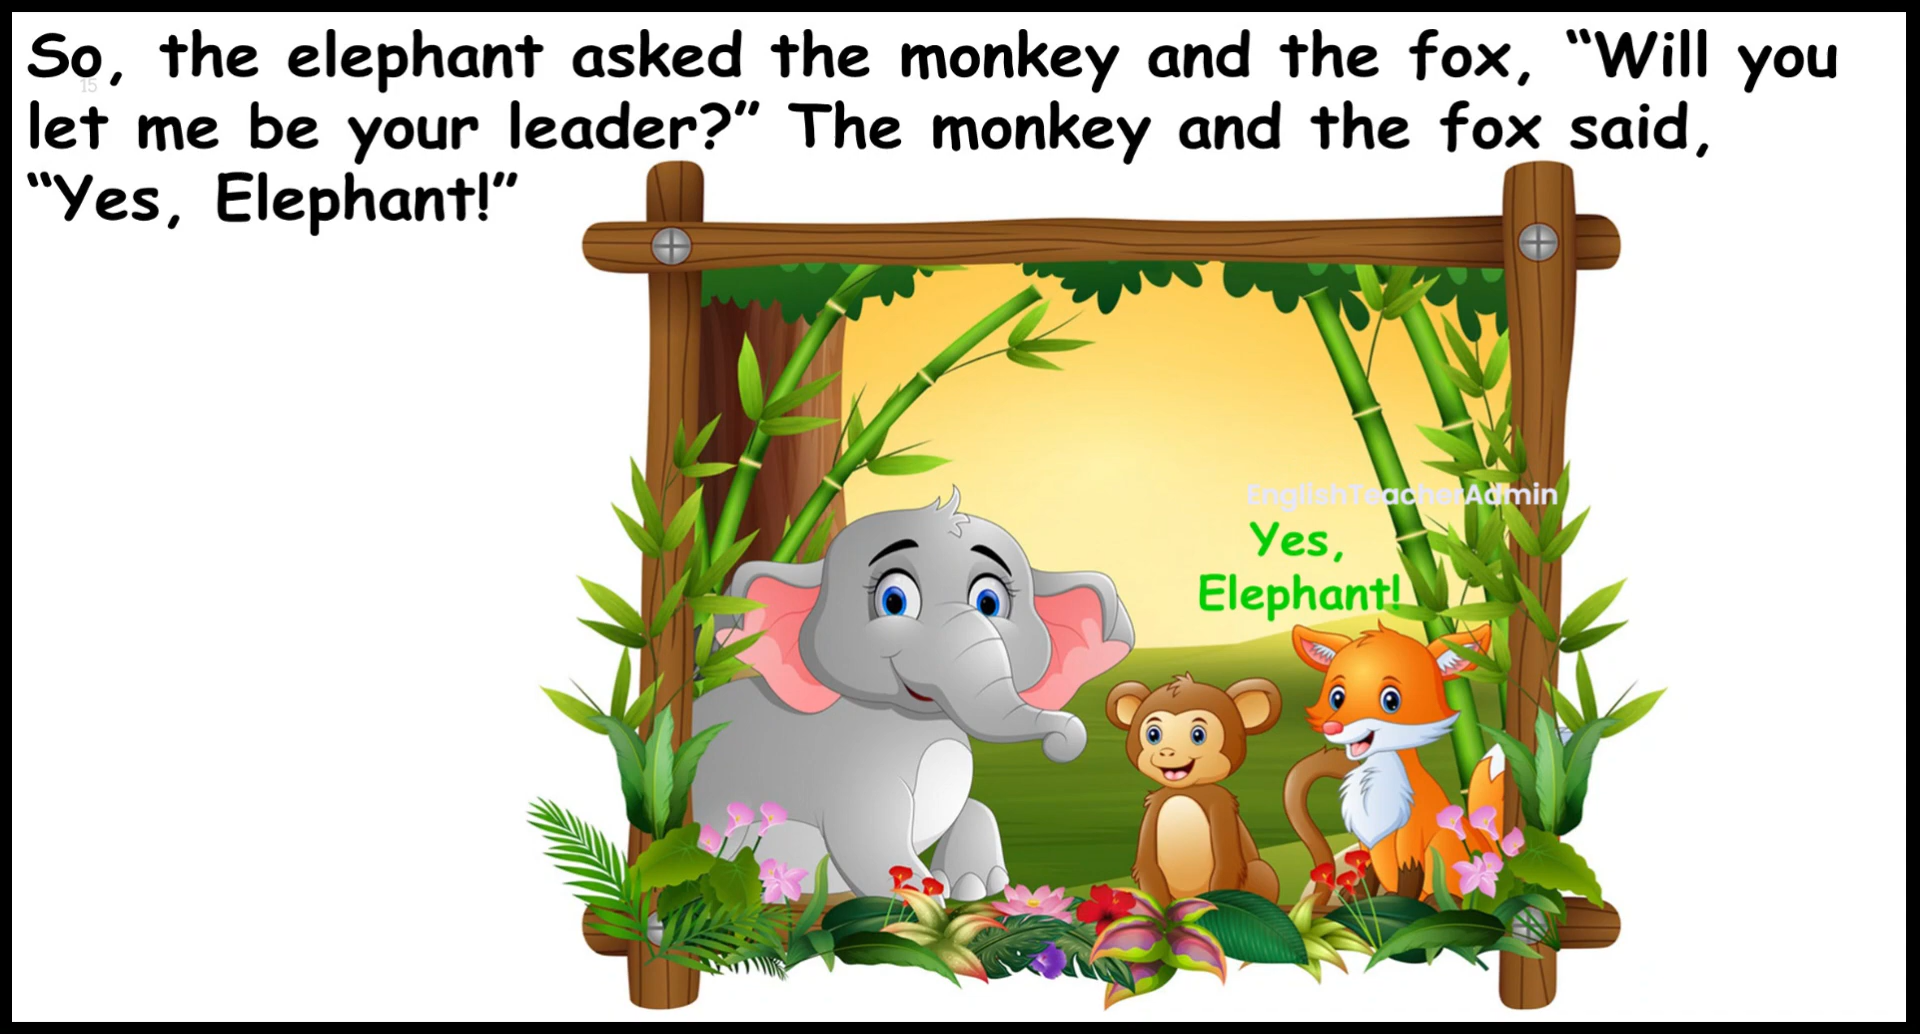 So, the elephant asked the monkey and the fox, “Will you
15
let me be your leader?” The monkey and the fox said,
“Yes, Elephant!”
EnglishTeacherAdmin
Yes,
Elephant!